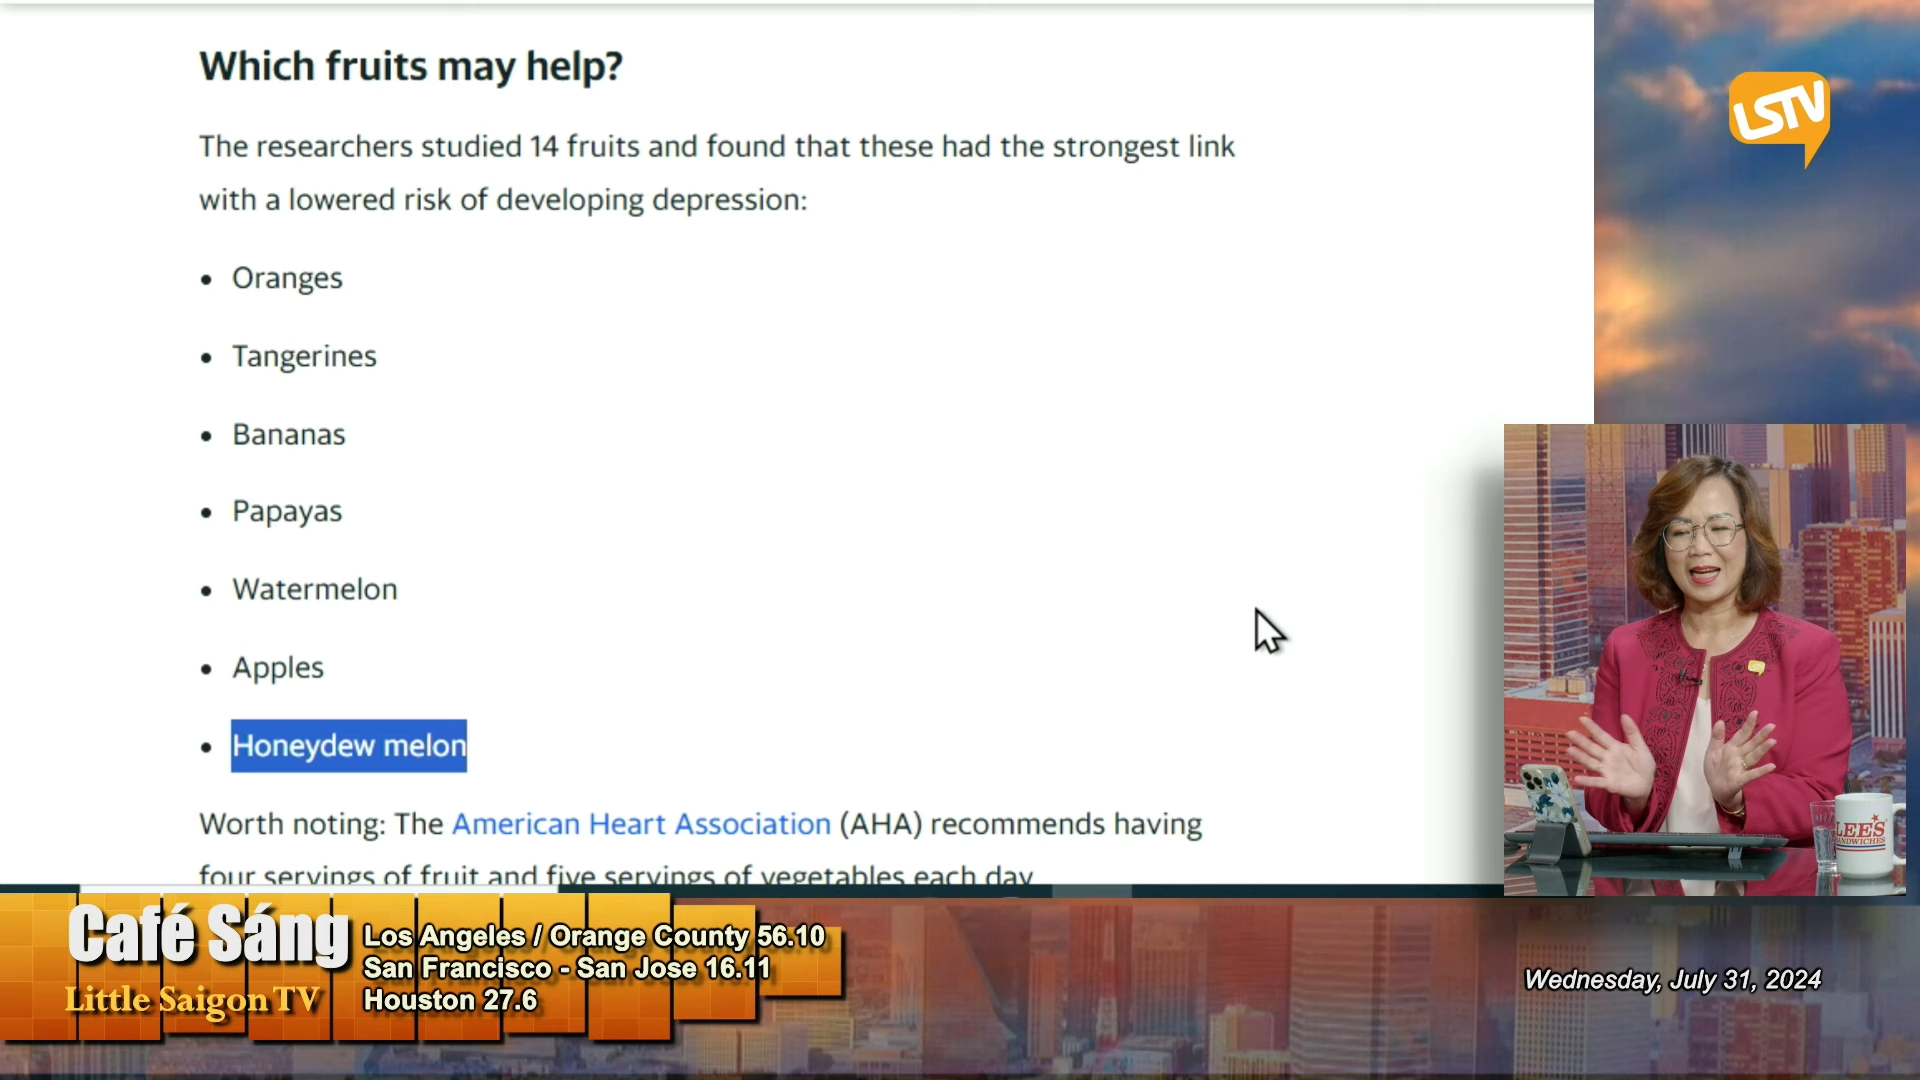 Which fruits may help?
The researchers studied 14 fruits and found that these had the strongest link
with a lowered risk of developing depression:
• Oranges
• Tangerines
• Bananas
• Papayas
• Watermelon
• Apples
• Honeydew melon
Worth noting: The American Heart Association (AHA) recommends having
four servings of fruit and five servings of vegetables each day
LSTV
LEE'S
SANDWICHES
Café Sáng
Little Saigon TV
Los Angeles / Orange County 56.10
San Francisco - San Jose 16.11
Houston 27.6
Wednesday, July 31, 2024